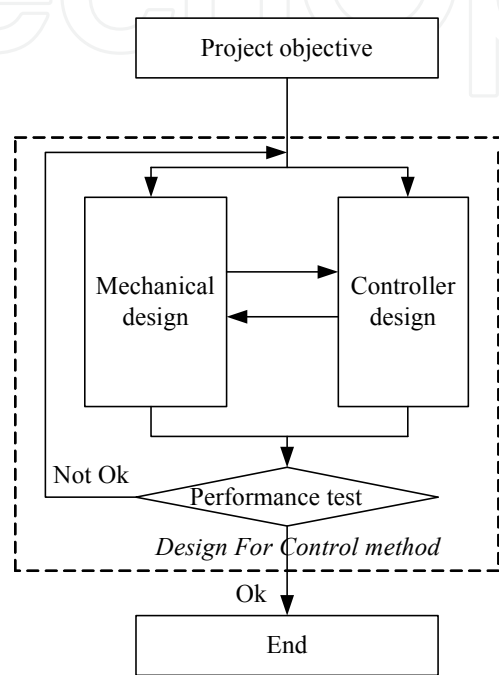 Project objective
Mechanical
design
Controller
design
Not Ok
Performance test
Design For Control method
Ok
End